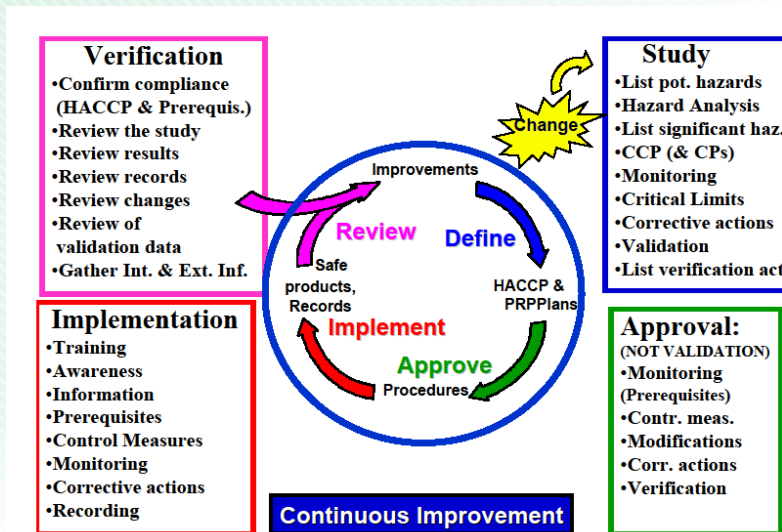 Verification
•Confirm compliance
(HACCP & Prerequis.)
•Review the study
•Review results
•Review records
•Review changes
•Review of
validation data
•Gather Int. & Ext. Inf.
Study
•List pot. hazards
•Hazard Analysis
•List significant haz.
•CCP (& CPs)
•Monitoring
•Critical Limits
•Corrective actions
•Validation
•List verification act
Change
Improvements
Review
Define
Safe
products,
Records
HACCP &
PRPPlans
Implement
Approve
Procedures
Implementation
•Training
•Awareness
•Information
•Prerequisites
•Control Measures
•Monitoring
•Corrective actions
•Recording
Approval:
(NOT VALIDATION)
•Monitoring
(Prerequisites)
•Contr. meas.
•Modifications
•Corr. actions
•Verification
Continuous Improvement